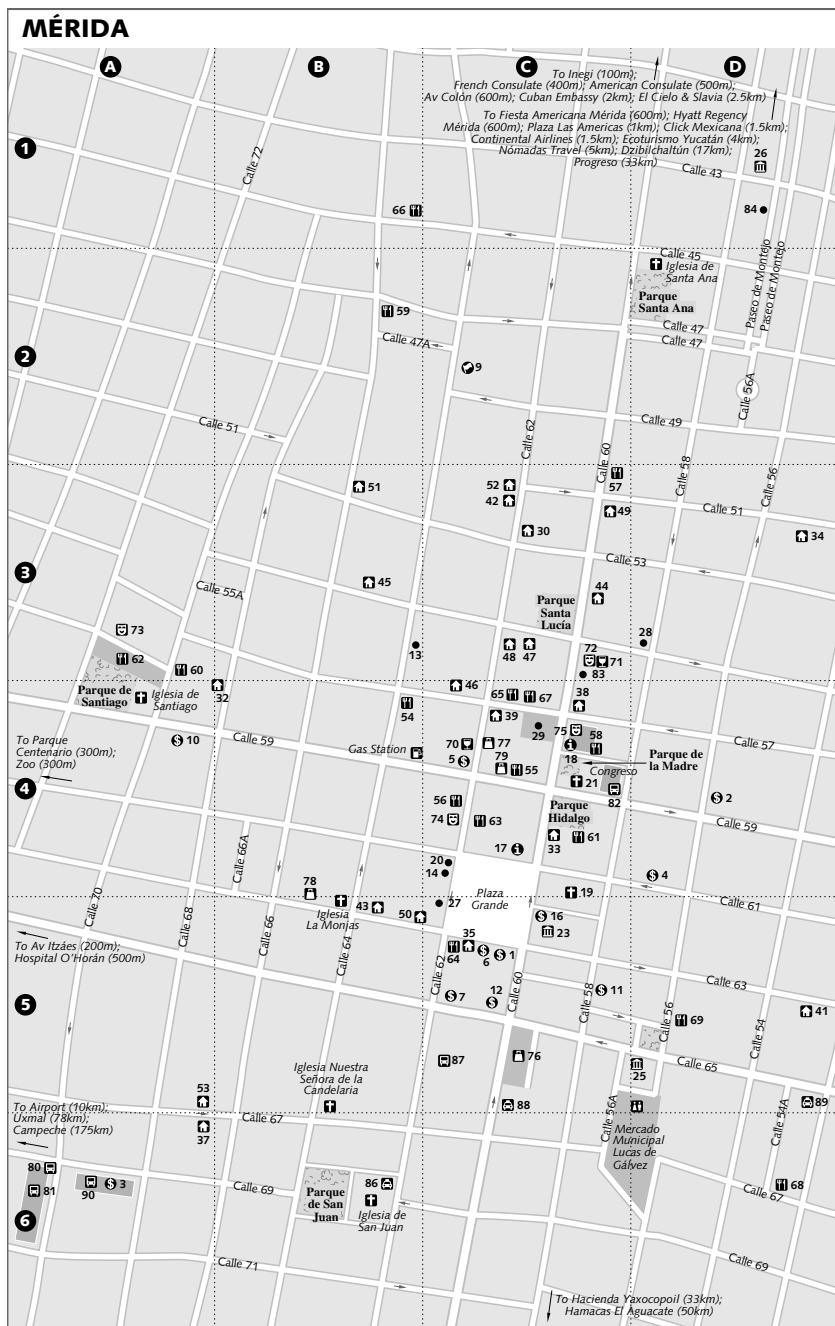 MÉRIDA
A
B
C
D
To Inegi (100m);
French Consulate (400m); American Consulate (500m);
Av Colón (600m); Cuban Embassy (2km); El Cielo & Slavia (2.5km)
To Fiesta Americana Mérida (600m); Hyatt Regency
Mérida (600m); Plaza Las Americas (1km); Click Mexicana (1.5km);
Continental Airlines (1.5km); Ecoturismo Yucatán (4km);
Nómadas Travel (5km); Dzibilchaltún (17km);
Progreso (33km)
1
Calle 72
26
Calle 43
66
84
Calle 45
Iglesia de
Santa Ana
Paseo de Montejo
Paseo de Montejo
Parque
Santa Ana
59
Calle 47
Calle 47
Calle 47A
2
9
Calle 56A
Calle 51
Calle 62
Calle 49
Calle 60
Calle 58
Calle 56
51
52
57
42
49
Calle 51
30
34
Calle 53
3
45
44
Calle 55A
Parque
Santa
Lucía
73
28
13
48
47
72
71
62
60
83
Parque de
Santiago
Iglesia de
Santiago
32
46
65
67
38
54
39
10
Calle 59
29
75
58
Calle 57
To Parque
Centenario (300m);
Zoo (300m)
Gas Station
70
77
5
79
55
18
Parque de
la Madre
Congreso
21
82
2
4
56
74
63
Parque
Hidalgo
Calle 59
33
61
17
Calle 66A
20
14
4
78
Plaza
Grande
19
Calle 70
Calle 68
Calle 66
Iglesia
La Monjas
43
50
27
Calle 61
16
23
Calle 64
To Av Itzáes (200m);
Hospital O'Horán (500m)
35
64
6
1
Calle 62
Calle 60
Calle 63
5
7
12
Calle 58
11
Calle 56
69
Calle 54
41
87
76
Calle 65
25
Iglesia Nuestra
Señora de la
Candelaria
53
88
Calle 56A
Calle 54A
89
To Airport (10km);
Uxmal (78km);
Campeche (175km)
37
Calle 67
Mercado
Municipal
Lucas de
Gálvez
80
81
90
3
Calle 69
Parque
de San
Juan
86
Iglesia de
San Juan
68
Calle 67
6
Calle 71
Calle 69
To Hacienda Yaxocopoil (33km);
Hamacas El Aguacate (50km)